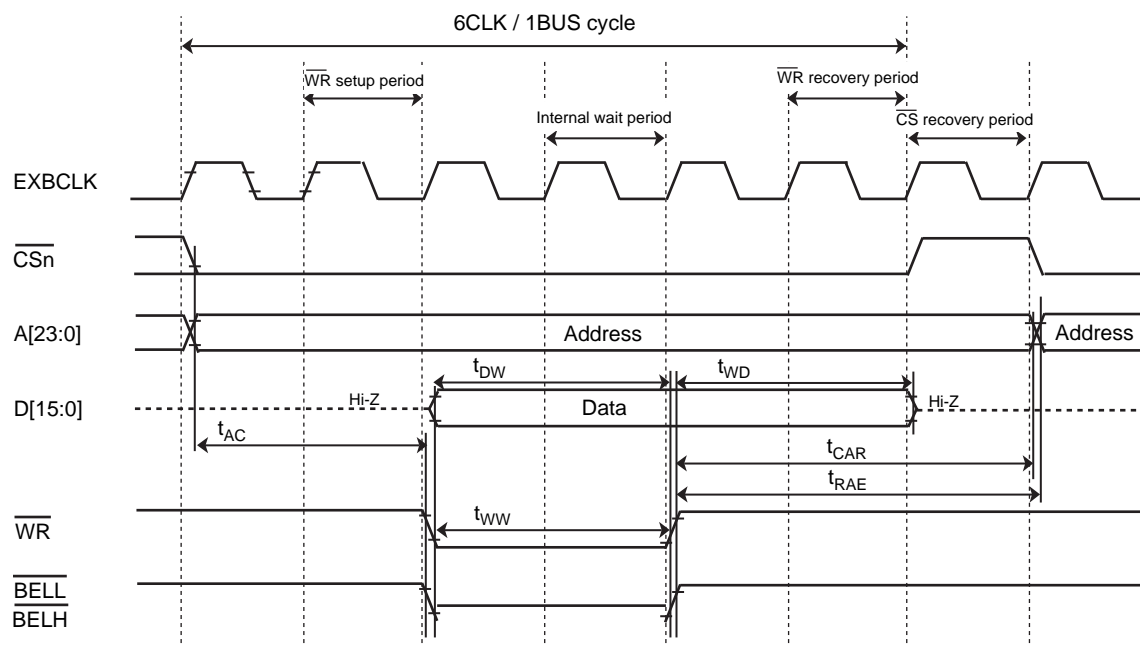 6CLK / 1BUS cycle
WR setup period
WR recovery period
Internal wait period
CS recovery period
EXBCLK
CSn
A[23:0]
Address
Address
tDW
tWD
D[15:0]
Hi-Z
Data
Hi-Z
tAC
tCAR
tRAE
WR
tWW
BELL
BELH